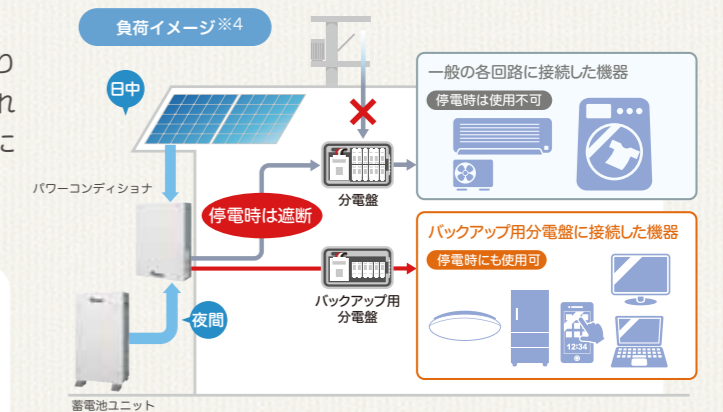 負荷イメージ※4
り
れ
に
日中
一般の各回路に接続した機器
停電時は使用不可
パワーコンディショナ
分電盤
停電時は遮断
バックアップ用分電盤に接続した機器
停電時にも使用可
バックアップ用
分電盤
夜間
12:34
蓄電池ユニット